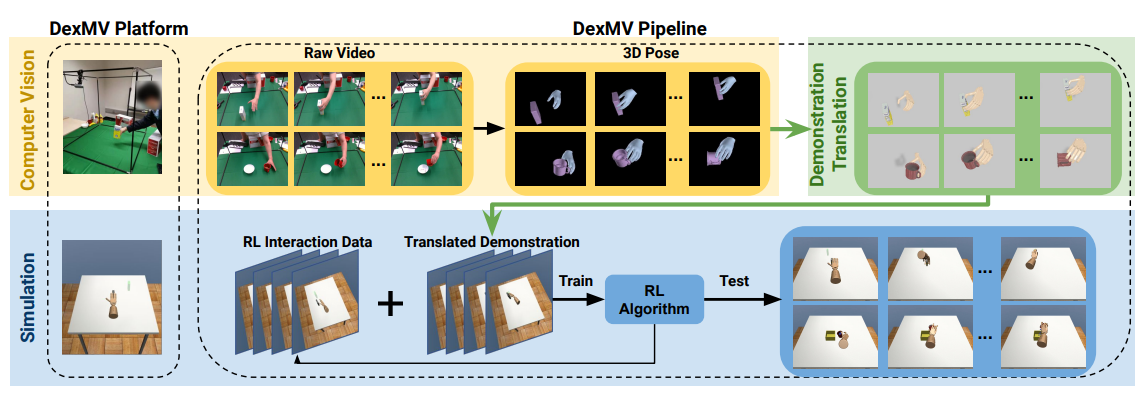 DexMV Platform
DexMV Pipeline
Computer Vision
Raw Video
3D Pose
Demonstration
Translation
...
...
...
...
...
...
Simulation
RL Interaction Data
Translated Demonstration
+
Train
RL
Algorithm
Test
...
...